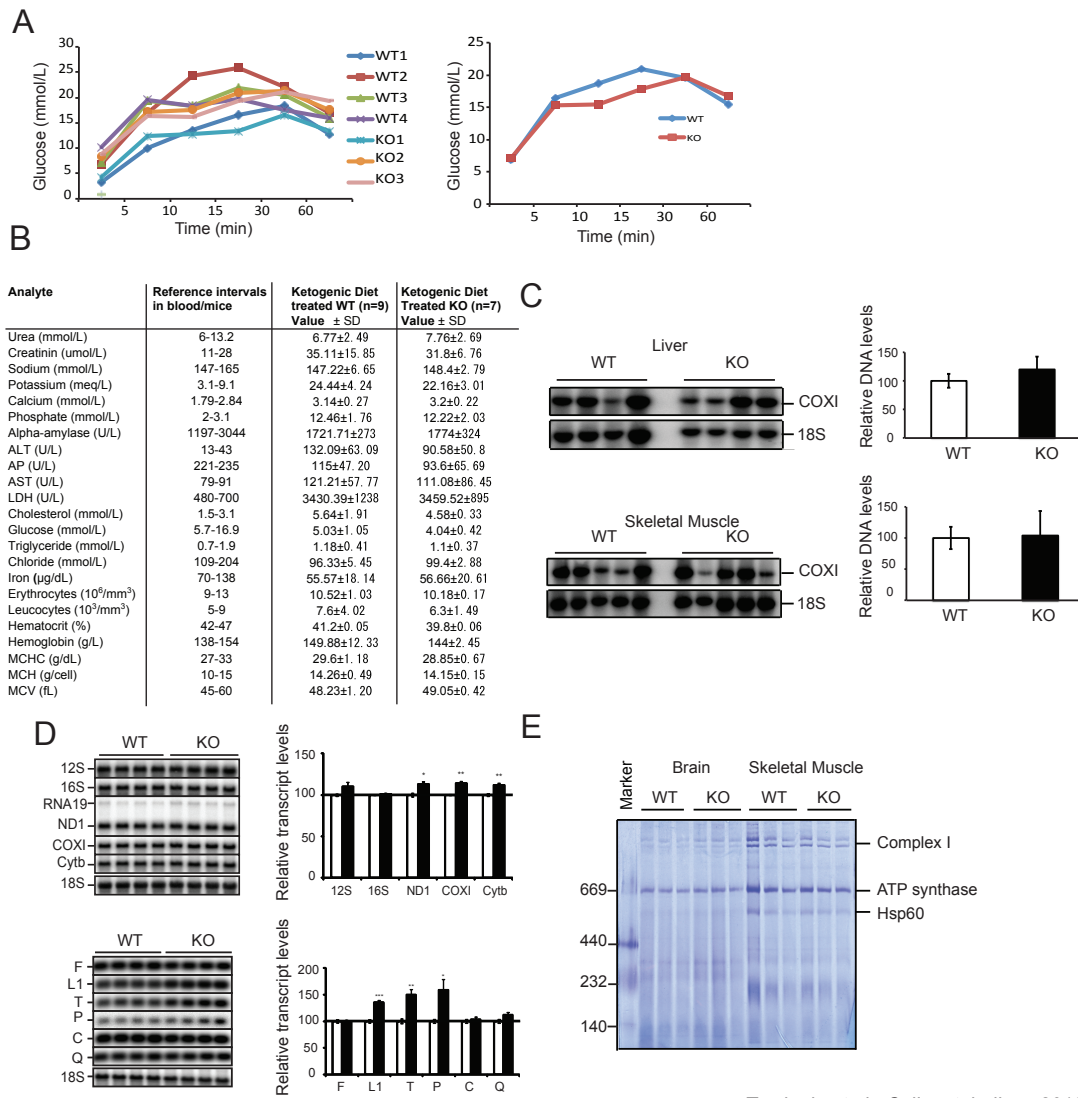 A
30
25
20
15
10
5
0
Glucose (mmol/L)
5 10 15 30 60
Time (min)
WT1
WT2
WT3
WT4
KO1
KO2
KO3
25
20
15
10
5
0
Glucose (mmol/L)
5 10 15 30 60
Time (min)
WT
KO
B
Analyte Reference intervals in blood/mice Ketogenic Diet treated WT (n=9) Value ± SD Ketogenic Diet Treated KO (n=7) Value ± SD
Urea (mmol/L) 6-13.2 6.77±2.49 7.76±2.69
Creatinin (umol/L) 11-28 35.11±15.85 31.8±6.76
Sodium (mmol/L) 147-165 147.22±6.65 148.4±2.79
Potassium (meq/L) 3.1-9.1 24.44±4.24 22.16±3.01
Calcium (mmol/L) 1.79-2.84 3.14±0.27 3.2±0.22
Phosphate (mmol/L) 2-3.1 12.46±1.76 12.22±2.03
Alpha-amylase (U/L) 1197-3044 1721.71±273 1774±324
ALT (U/L) 13-43 132.09±63.09 90.58±50.8
AP (U/L) 221-235 115±47.20 93.6±65.69
AST (U/L) 79-91 121.21±57.77 111.08±86.45
LDH (U/L) 480-700 3430.39±1238 3459.52±895
Cholesterol (mmol/L) 1.5-3.1 5.64±1.91 4.58±0.33
Glucose (mmol/L) 5.7-16.9 5.03±1.05 4.04±0.42
Triglyceride (mmol/L) 0.7-1.9 1.18±0.41 1.1±0.37
Chloride (mmol/L) 109-204 96.33±5.45 99.4±2.88
Iron (µg/dL) 70-138 55.57±18.14 56.66±20.61
Erythrocytes (10⁶/mm³) 9-13 10.52±1.03 10.18±0.17
Leucocytes (10³/mm³) 5-9 7.6±4.02 6.3±1.49
Hematocrit (%) 42-47 41.2±0.05 39.8±0.06
Hemoglobin (g/L) 138-154 149.88±12.33 144±2.45
MCHC (g/dL) 27-33 29.6±1.18 28.85±0.67
MCH (g/cell) 10-15 14.26±0.49 14.15±0.15
MCV (fL) 45-60 48.23±1.20 49.05±0.42
C
Liver
WT KO
COXI
18S
Relative DNA levels
150
100
50
0
WT KO
Skeletal Muscle
WT KO
COXI
18S
Relative DNA levels
150
100
50
0
WT KO
D
WT KO
12S
16S
RNA19
ND1
COXI
Cytb
18S
Relative transcript levels
150
100
50
0
* ** **
12S 16S ND1 COXI Cytb
WT KO
F
L1
T
P
C
Q
18S
Relative transcript levels
200
150
100
50
0
*** ** *
F L1 T P C Q
E
Marker
Brain Skeletal Muscle
WT KO WT KO
669
440
232
140
Complex I
ATP synthase
Hsp60